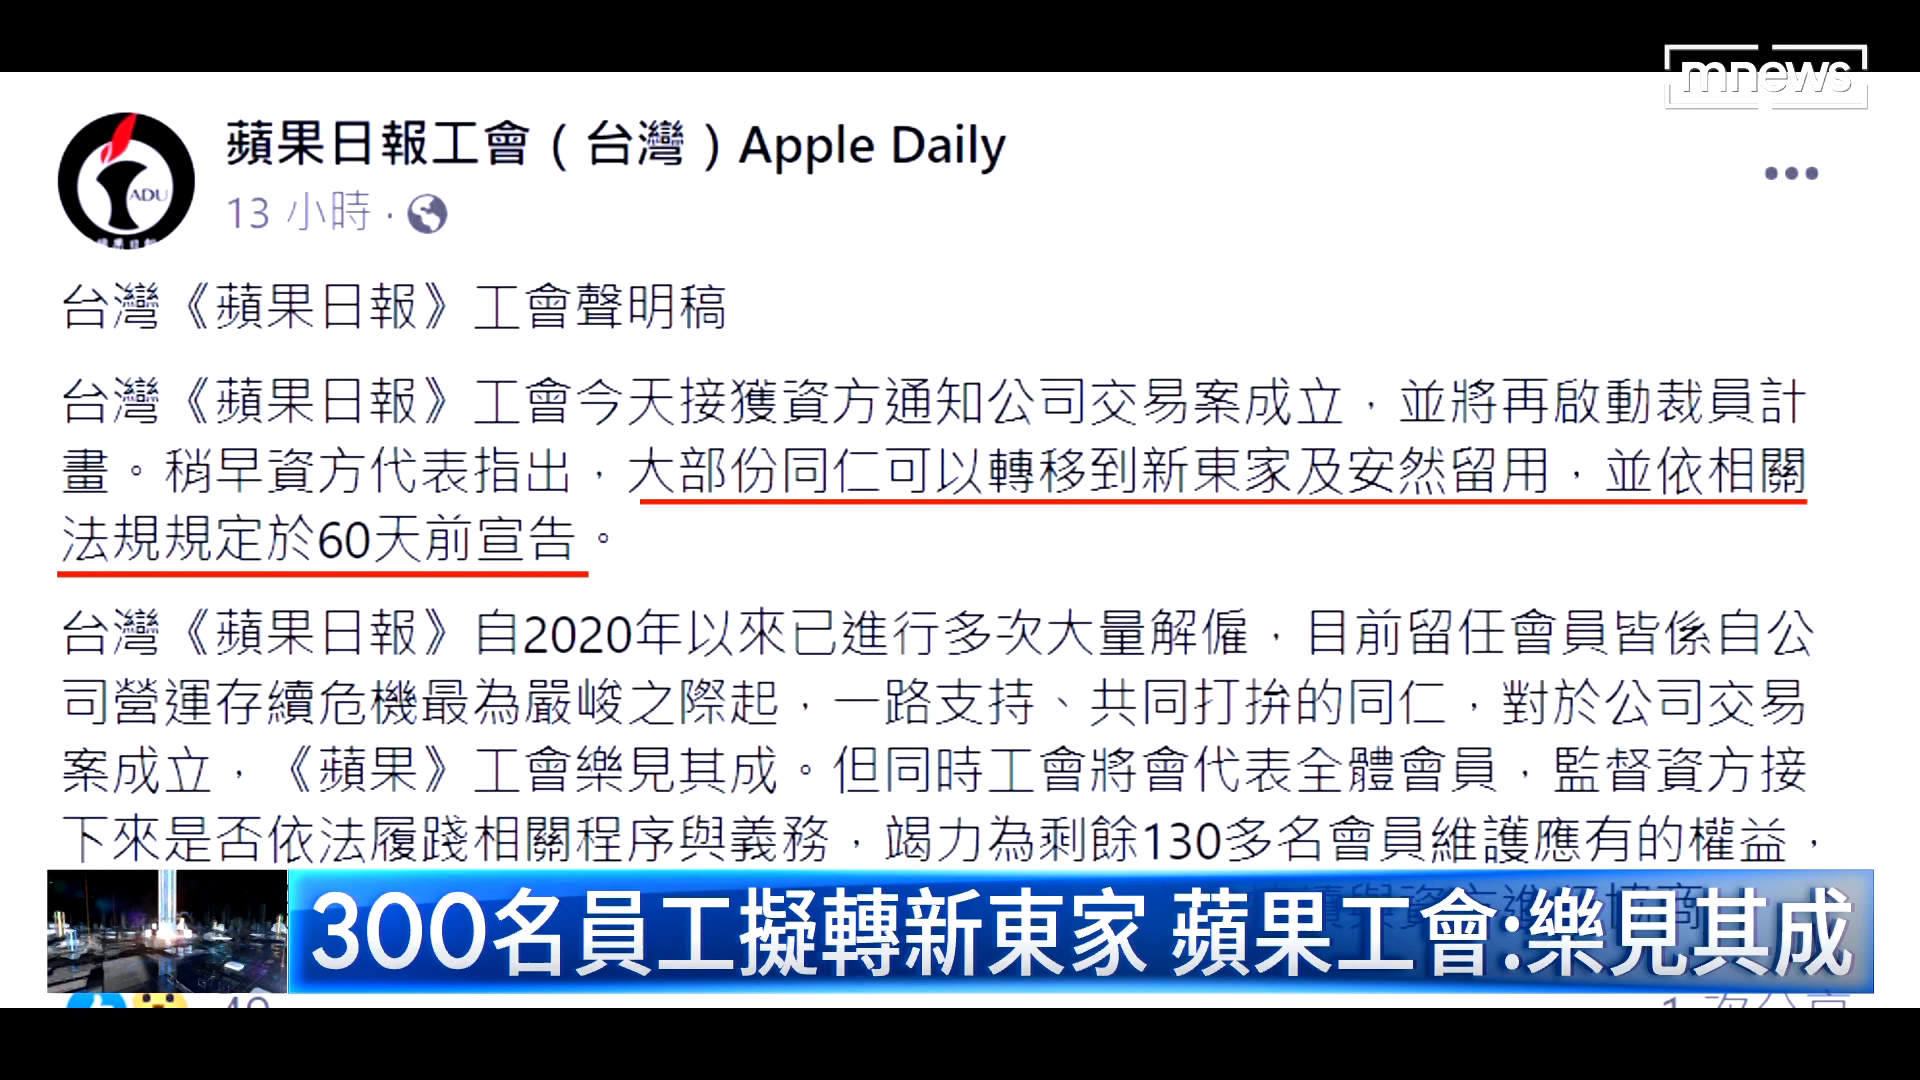 mnews
蘋果日報工會（台灣）Apple Daily
ADU
13 小時 ·
台灣《蘋果日報》工會聲明稿
台灣《蘋果日報》工會今天接獲資方通知公司交易案成立，並將再啟動裁員計
畫。稍早資方代表指出，大部份同仁可以轉移到新東家及安然留用，並依相關
法規規定於60天前宣告。
台灣《蘋果日報》自2020年以來已進行多次大量解僱，目前留任會員皆係自公
司營運存續危機最為嚴峻之際起，一路支持、共同打拚的同仁，對於公司交易
案成立，《蘋果》工會樂見其成。但同時工會將會代表全體會員，監督資方接
下來是否依法履踐相關程序與義務，竭力為剩餘130多名會員維護應有的權益，
300名員工擬轉新東家 蘋果工會:樂見其成